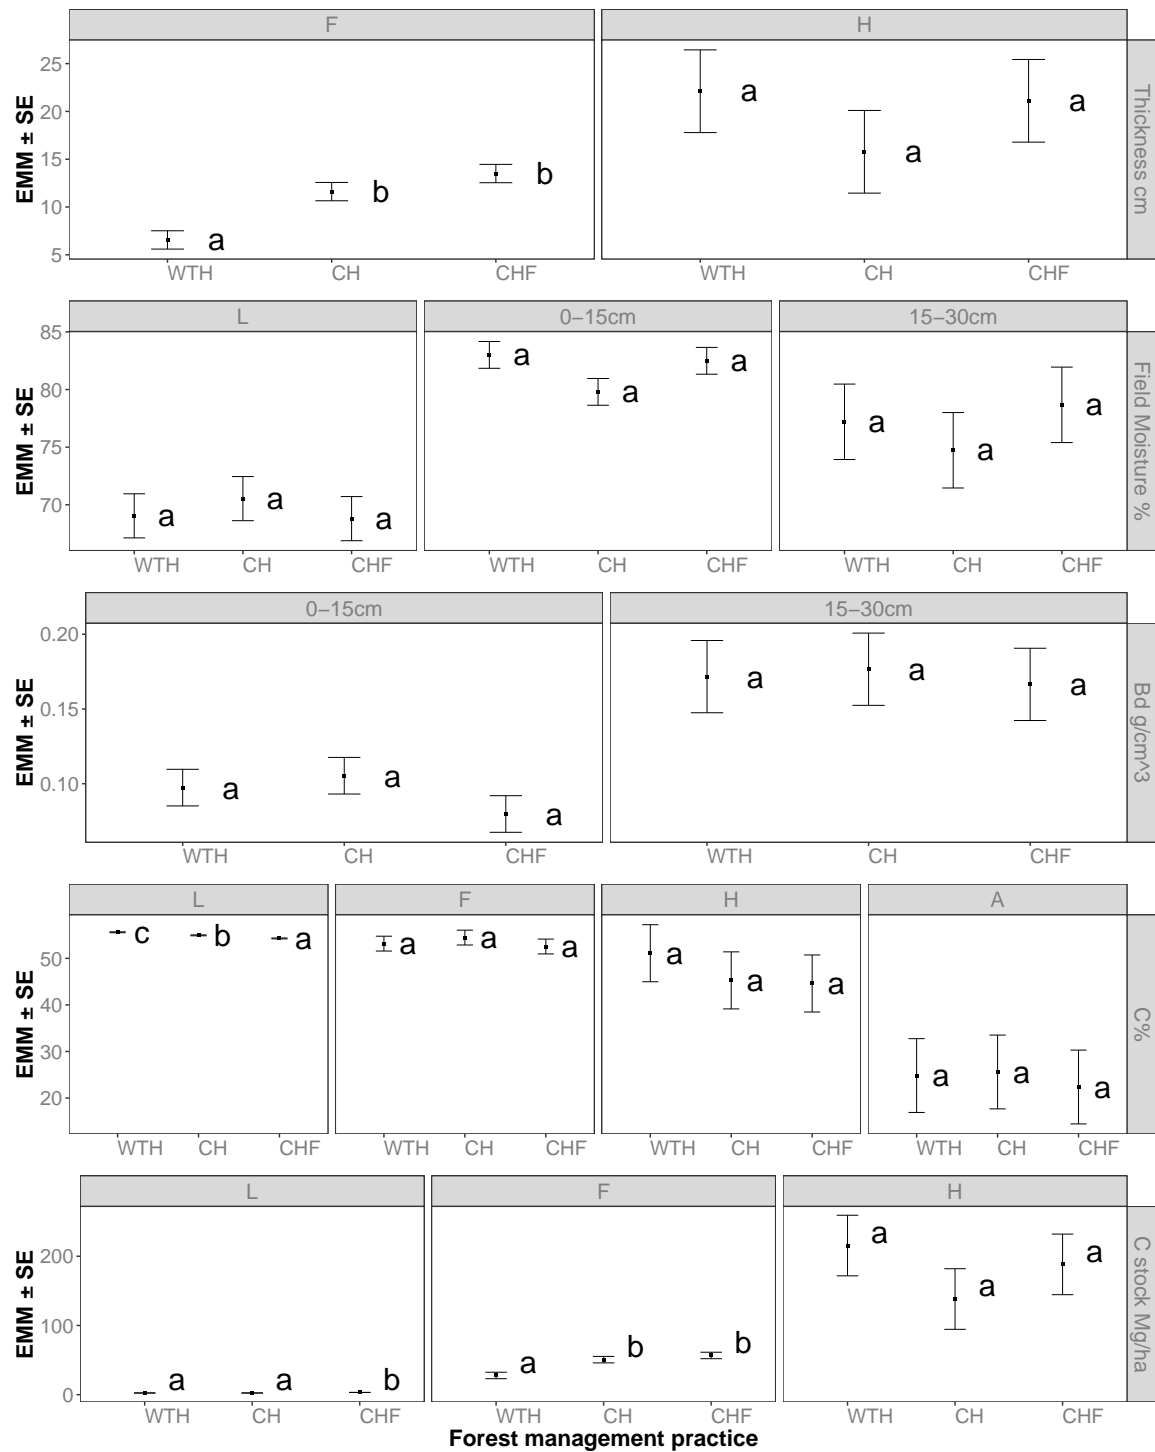 F H
EMM ± SE
25
20
15
10
5
a b b a a a
Thickness cm
WTH CH CHF WTH CH CHF
L 0–15cm 15–30cm
EMM ± SE
85
80
75
70
a a a a a a a a a
Field Moisture %
WTH CH CHF WTH CH CHF WTH CH CHF
0–15cm 15–30cm
EMM ± SE
0.20
0.15
0.10
a a a a a a
Bd g/cm^3
WTH CH CHF WTH CH CHF
L F H A
EMM ± SE
50
40
30
20
c b a a a a a a a a a a
C%
WTH CH CHF WTH CH CHF WTH CH CHF WTH CH CHF
L F H
EMM ± SE
200
100
0
a a b a b b a a a
C stock Mg/ha
WTH CH CHF WTH CH CHF WTH CH CHF
Forest management practice